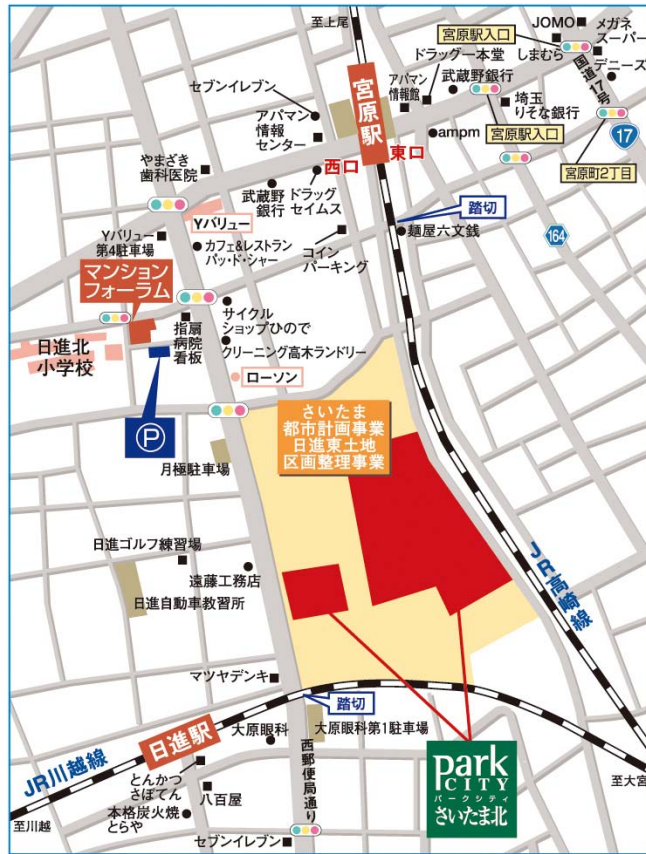 至上尾
JOMO
メガネ
スーパー
宮原駅入口
しまむら
国道17号
デニーズ
ドラッグ一本堂
アパマン
情報館
武蔵野銀行
セブンイレブン
宮原駅
埼玉
りそな銀行
17
アパマン
情報
センター
ampm
宮原駅入口
西口
東口
宮原町2丁目
やまざき
歯科医院
武蔵野
銀行
ドラッグ
セイムス
踏切
Yバリュー
麺屋六文銭
164
Yバリュー
第4駐車場
カフェ&レストラン
バッ・ド・シャー
コイン
パーキング
マンション
フォーラム
サイクル
ショップひので
指扇
病院
看板
クリーニング高木ランドリー
日進北
小学校
ローソン
さいたま
都市計画事業
日進東土地
区画整理事業
P
月極駐車場
JR高崎線
日進ゴルフ練習場
遠藤工務店
日進自動車教習所
マツヤデンキ
踏切
日進駅
大原眼科
大原眼科第1駐車場
JR川越線
西郵便局通り
park
CITY
パークシティ
さいたま北
至大宮
とんかつ
さぼてん
八百屋
本格炭火焼
とらや
至川越
セブンイレブン